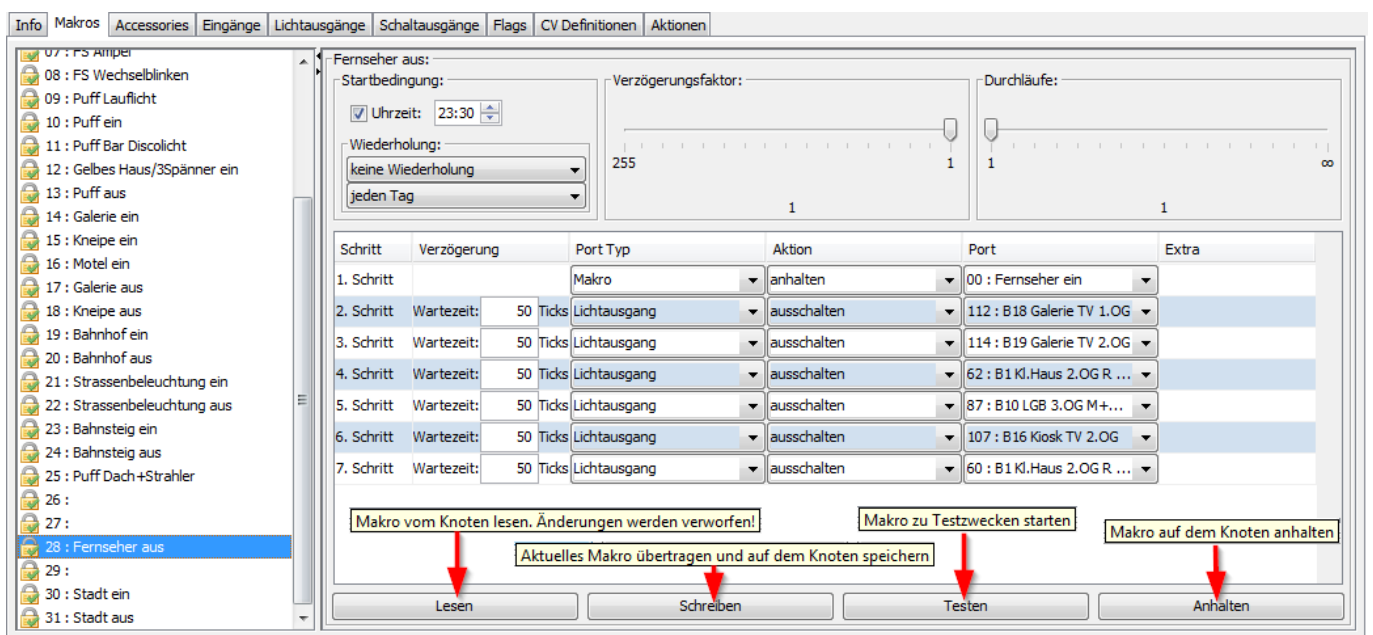 Info Makros Accessories Eingänge Lichtausgänge Schaltausgänge Flags CV Definitionen Aktionen
07 : FS Ampel
08 : FS Wechselblinken
09 : Puff Lauflicht
10 : Puff ein
11 : Puff Bar Discolicht
12 : Gelbes Haus/3Spänner ein
13 : Puff aus
14 : Galerie ein
15 : Kneipe ein
16 : Motel ein
17 : Galerie aus
18 : Kneipe aus
19 : Bahnhof ein
20 : Bahnhof aus
21 : Strassenbeleuchtung ein
22 : Strassenbeleuchtung aus
23 : Bahnsteig ein
24 : Bahnsteig aus
25 : Puff Dach+Strahler
26 :
27 :
28 : Fernseher aus
29 :
30 : Stadt ein
31 : Stadt aus
Fernseher aus:
Startbedingung:
Uhrzeit: 23:30
Wiederholung:
keine Wiederholung
jeden Tag
Verzögerungsfaktor:
255 1
1
Durchläufe:
1 ∞
1
Schritt Verzögerung Port Typ Aktion Port Extra
1. Schritt Makro anhalten 00 : Fernseher ein
2. Schritt Wartezeit: 50 Ticks Lichtausgang ausschalten 112 : B18 Galerie TV 1.OG
3. Schritt Wartezeit: 50 Ticks Lichtausgang ausschalten 114 : B19 Galerie TV 2.OG
4. Schritt Wartezeit: 50 Ticks Lichtausgang ausschalten 62 : B1 Kl.Haus 2.OG R ...
5. Schritt Wartezeit: 50 Ticks Lichtausgang ausschalten 87 : B10 LGB 3.OG M+...
6. Schritt Wartezeit: 50 Ticks Lichtausgang ausschalten 107 : B16 Kiosk TV 2.OG
7. Schritt Wartezeit: 50 Ticks Lichtausgang ausschalten 60 : B1 Kl.Haus 2.OG R ...
Makro vom Knoten lesen. Änderungen werden verworfen!
Makro zu Testzwecken starten
Makro auf dem Knoten anhalten
Aktuelles Makro übertragen und auf dem Knoten speichern
Lesen Schreiben Testen Anhalten